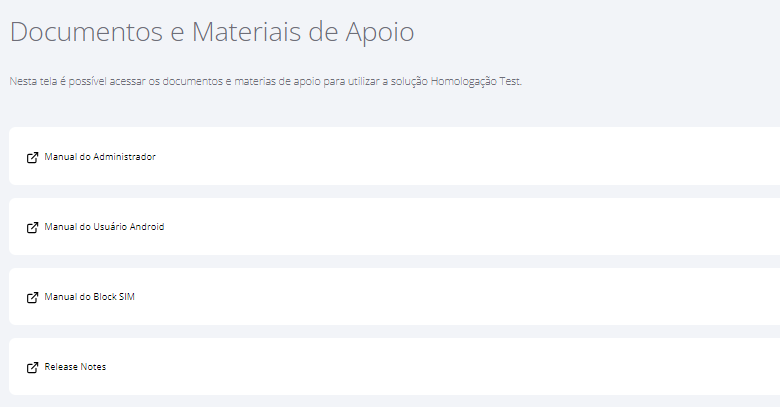 Documentos e Materiais de Apoio
Nesta tela é possível acessar os documentos e materias de apoio para utilizar a solução Homologação Test.
Manual do Administrador
Manual do Usuário Android
Manual do Block SIM
Release Notes